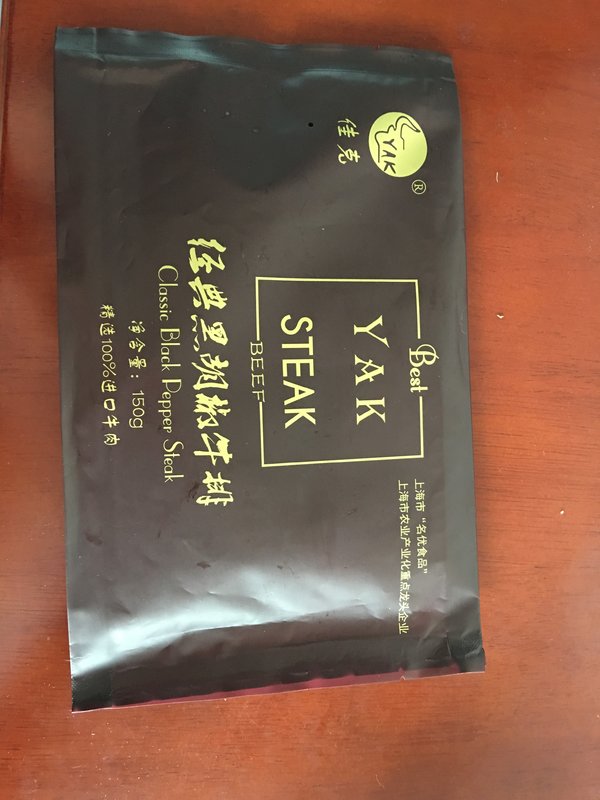 YAK
®
佳克
上海市“名优食品”
上海市农业产业化重点龙头企业
Best
YAK
STEAK
BEEF
经典黑胡椒牛排
Classic Black Pepper Steak
净含量：150g
精选100%进口牛肉